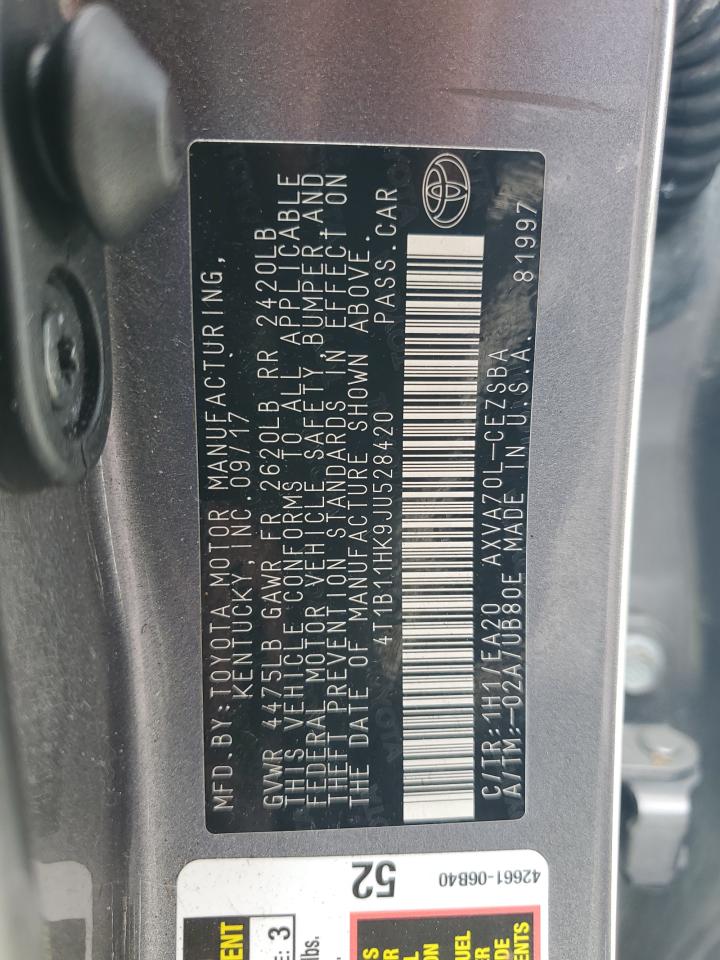 MFD. BY:TOYOTA MOTOR MANUFACTURING,
KENTUCKY, INC. 09/17
GVWR 4475LB GAWR FR 2620LB RR 2420LB
THIS VEHICLE CONFORMS TO ALL APPLICABLE
FEDERAL MOTOR VEHICLE SAFETY, BUMPER, AND
THEFT PREVENTION STANDARDS IN EFFECT ON
THE DATE OF MANUFACTURE SHOWN ABOVE.
4T1B11HK9JU528420 PASS.CAR
C/TR:1H1/EA20 AXVA70L-CEZSBA
A/TM:-02A/UB80E MADE IN U.S.A. 81997
52
42661-06B40
3
lbs.